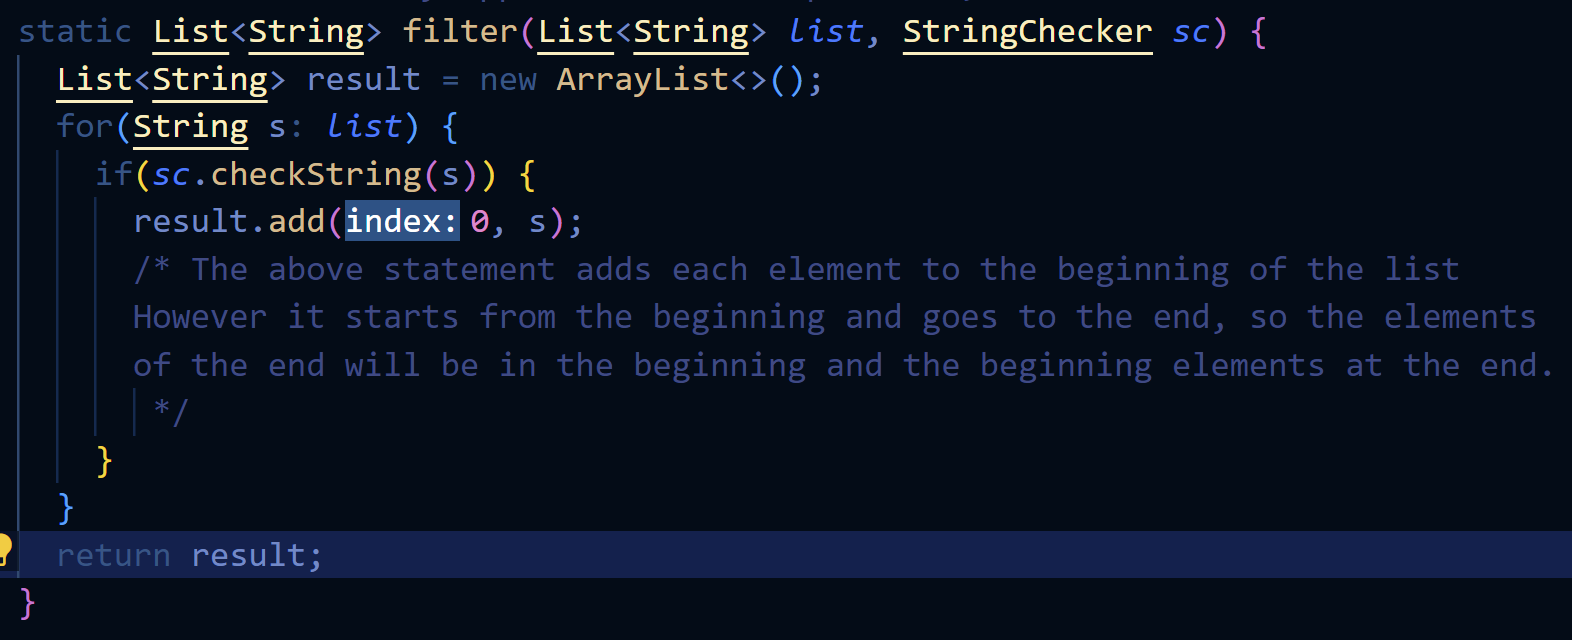 static List<String> filter(List<String> list, StringChecker sc) {
List<String> result = new ArrayList<>();
for(String s: list) {
if(sc.checkString(s)) {
result.add(index: 0, s);
/* The above statement adds each element to the beginning of the list
However it starts from the beginning and goes to the end, so the elements
of the end will be in the beginning and the beginning elements at the end.
*/
}
}
return result;
}